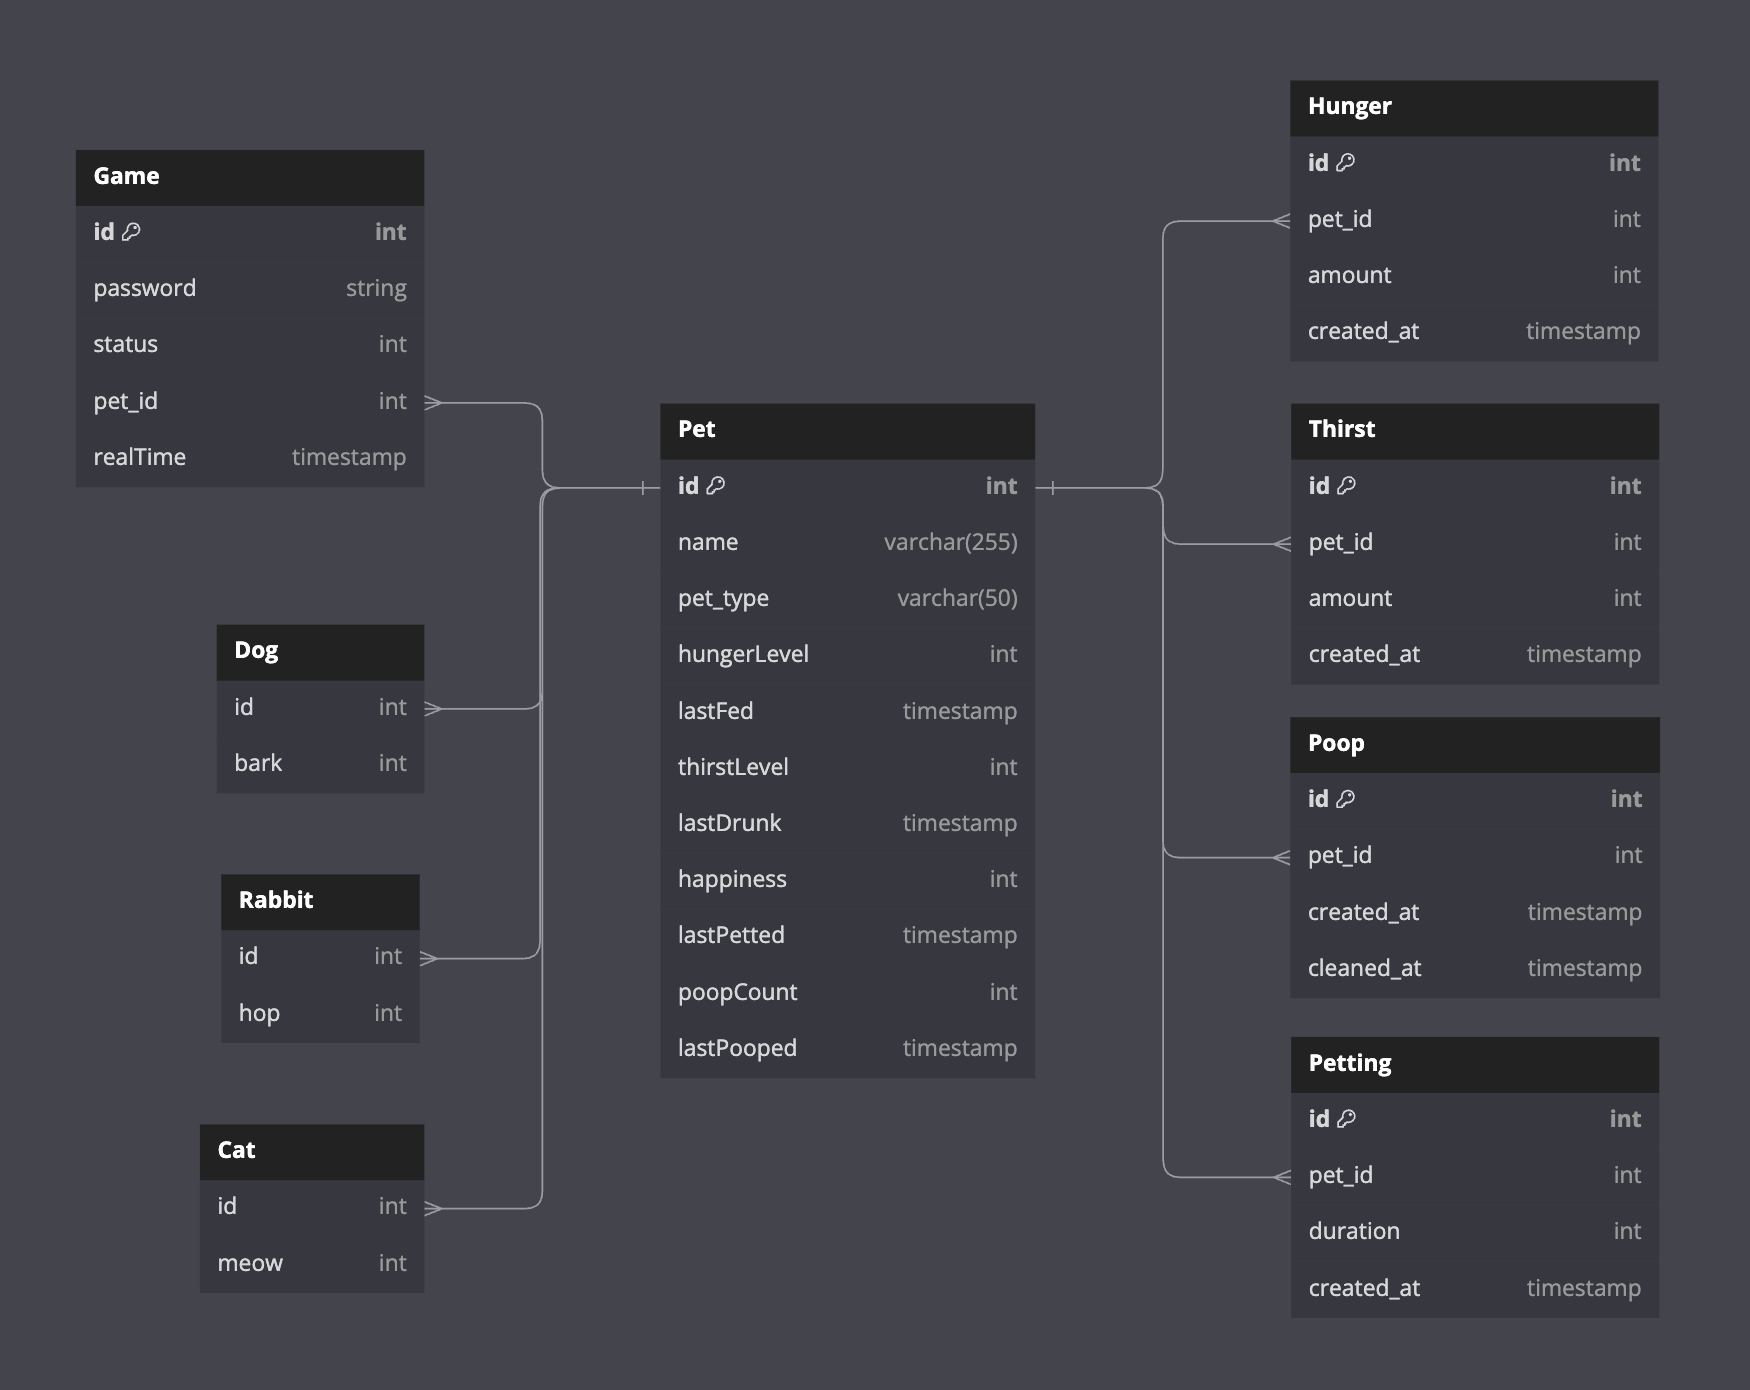 Game
id int
password string
status int
pet_id int
realTime timestamp
Dog
id int
bark int
Rabbit
id int
hop int
Cat
id int
meow int
Pet
id int
name varchar(255)
pet_type varchar(50)
hungerLevel int
lastFed timestamp
thirstLevel int
lastDrunk timestamp
happiness int
lastPetted timestamp
poopCount int
lastPooped timestamp
Hunger
id int
pet_id int
amount int
created_at timestamp
Thirst
id int
pet_id int
amount int
created_at timestamp
Poop
id int
pet_id int
created_at timestamp
cleaned_at timestamp
Petting
id int
pet_id int
duration int
created_at timestamp